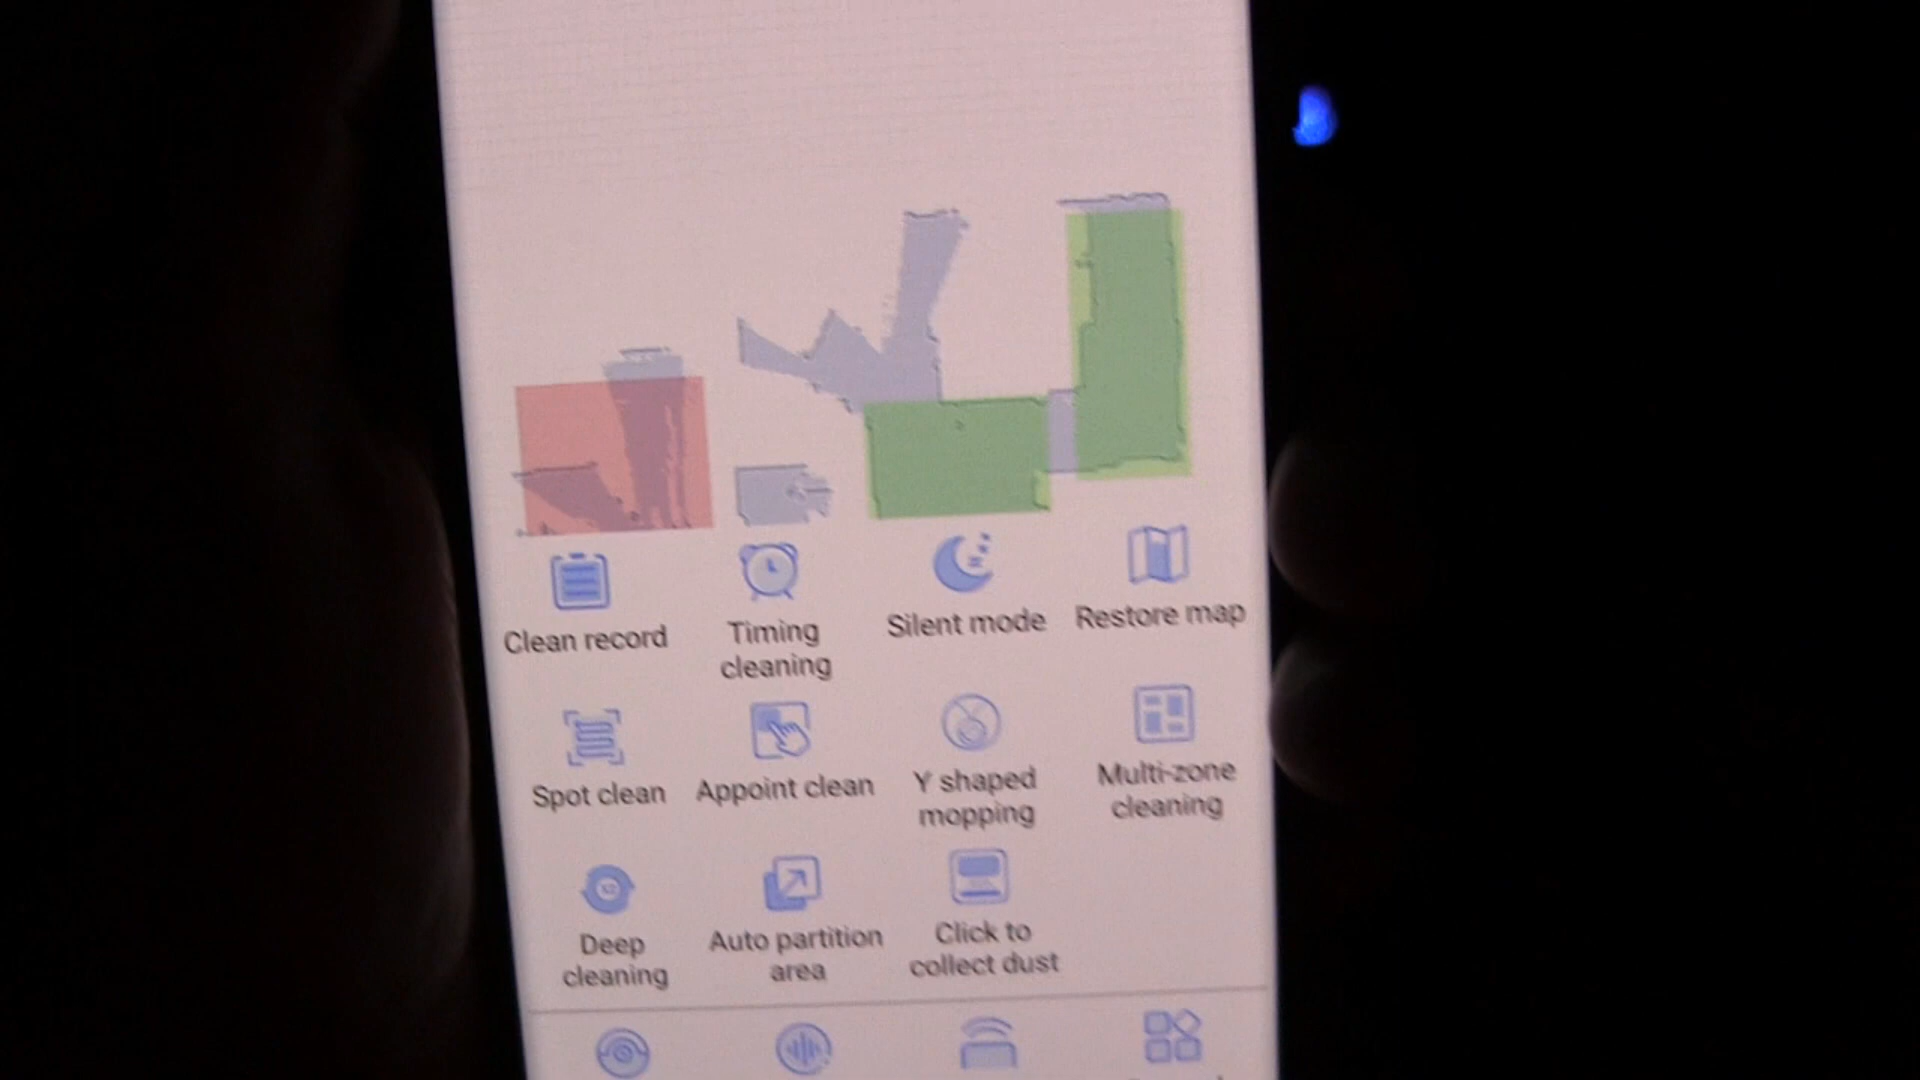 Clean record
Timing
cleaning
Silent mode
Restore map
Spot clean
Appoint clean
Y shaped
mopping
Multi-zone
cleaning
Deep
cleaning
Auto partition
area
Click to
collect dust